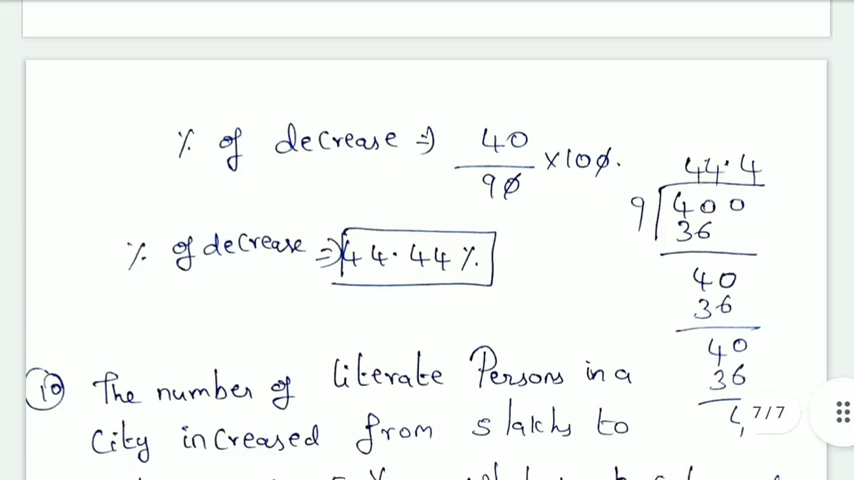 % of decrease ⇒ 40/90 ×100.
% of decrease ⇒ 44.44%.
44.4
9 400
36
40
36
40
36
4
7/7
10 The number of literate Persons in a
City increased from 5 lakhs to